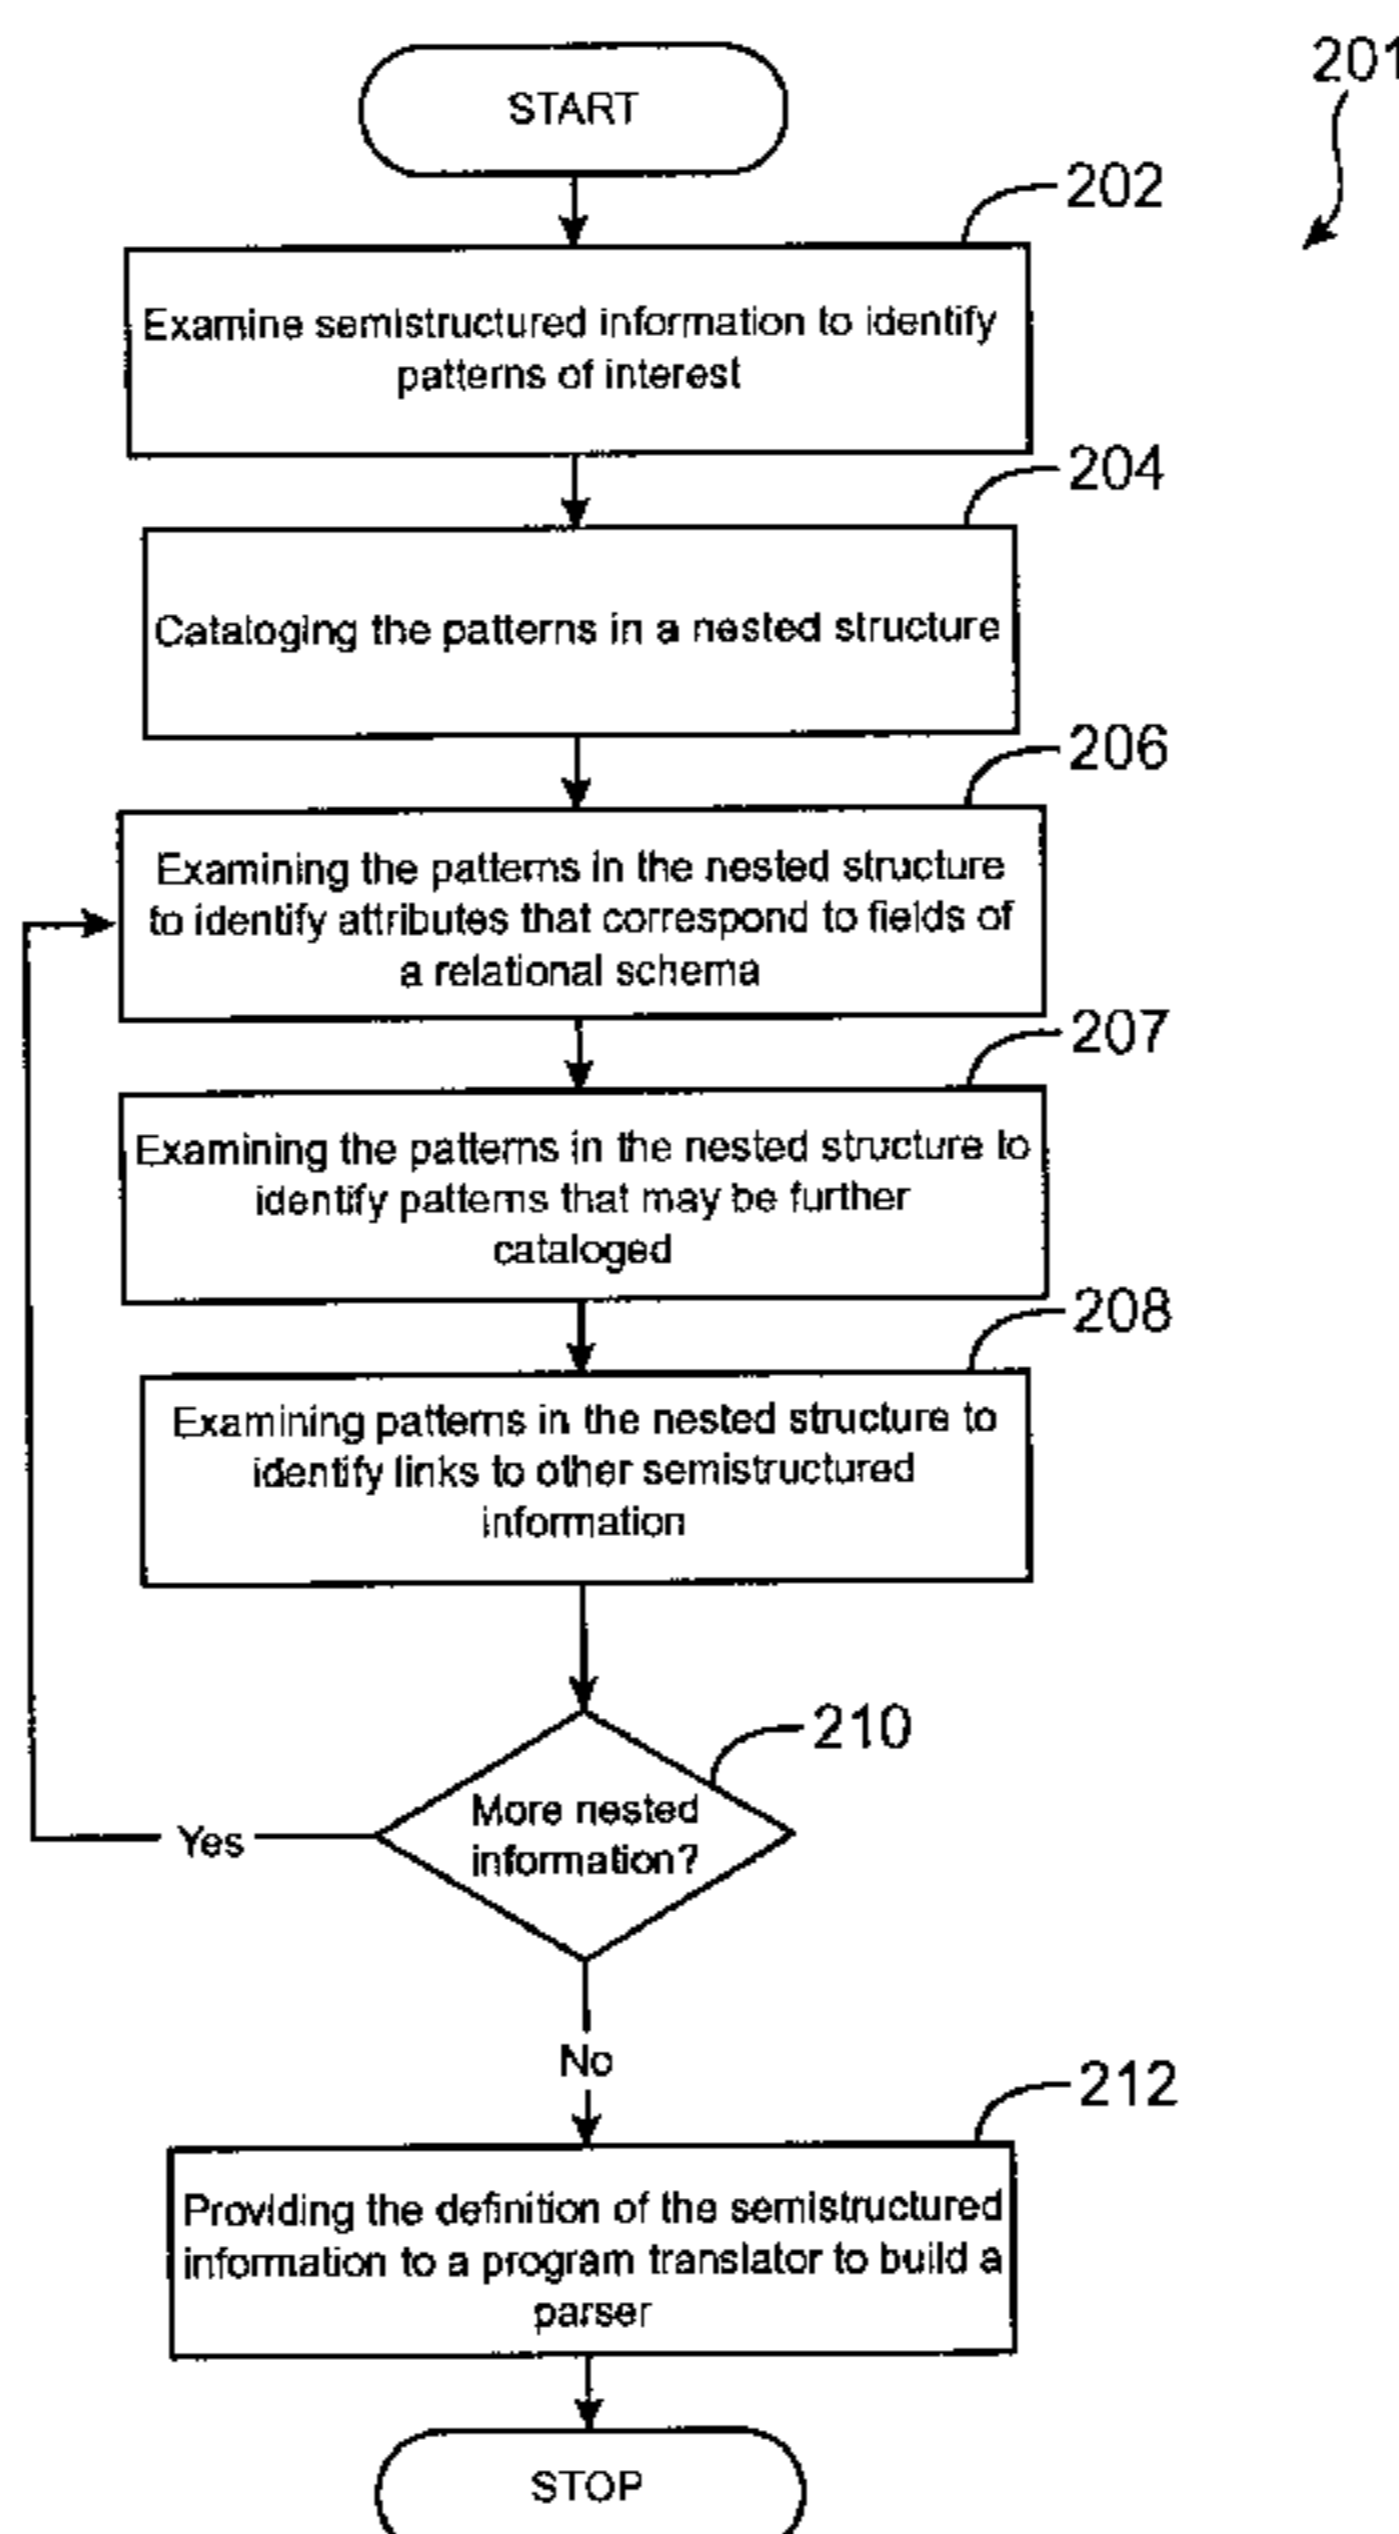 START
201
202
Examine semistructured information to identify
patterns of interest
204
Cataloging the patterns in a nested structure
206
Examining the patterns in the nested structure
to identify attributes that correspond to fields of
a relational schema
207
Examining the patterns in the nested structure to
identify patterns that may be further
cataloged
208
Examining patterns in the nested structure to
identify links to other semistructured
information
210
More nested
information?
Yes
No
212
Providing the definition of the semistructured
information to a program translator to build a
parser
STOP